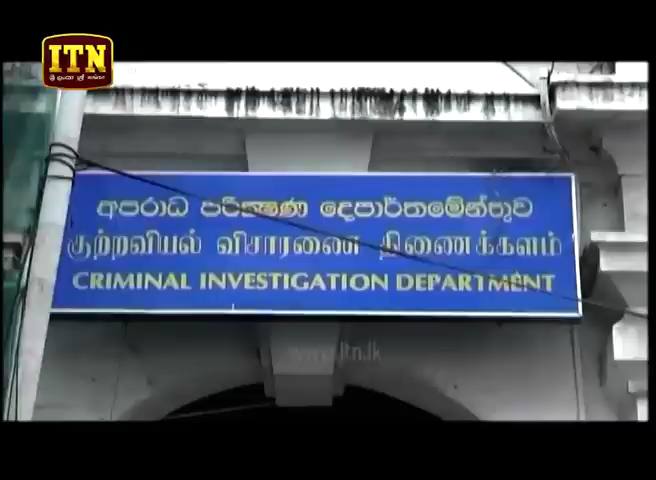 ITN
අපරාධ පරීක්ෂණ දෙපාර්තමේන්තුව
குற்றவியல் விசாரணை திணைக்களம்
CRIMINAL INVESTIGATION DEPARTMENT
www.itn.lk